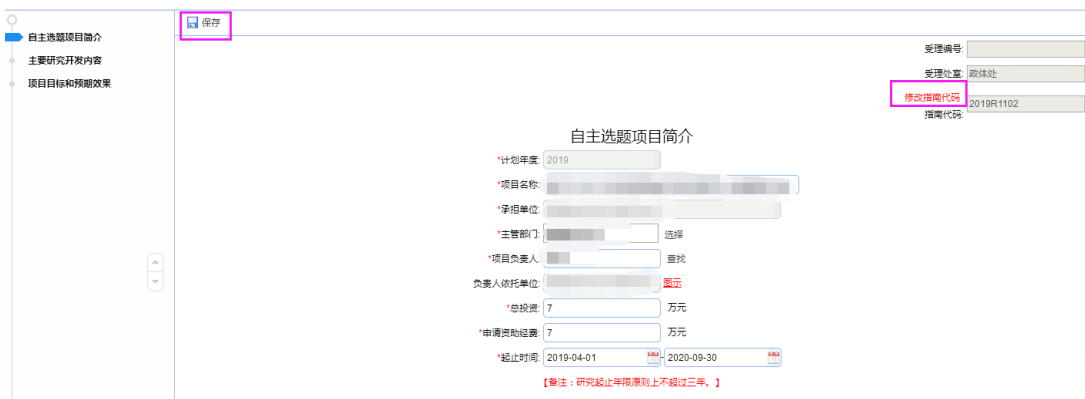 保存
自主选题项目简介
主要研究开发内容
项目目标和预期效果
受理编号:
受理处室: 政体处
修改指南代码
指南代码: 2019R1102
自主选题项目简介
*计划年度: 2019
*项目名称:
*承担单位:
*主管部门: 选择
*项目负责人 查找
负责人依托单位: 图示
*总投资: 7 万元
*申请资助经费: 7 万元
*起止时间: 2019-04-01 - 2020-09-30
【备注：研究起止年限原则上不超过三年。】